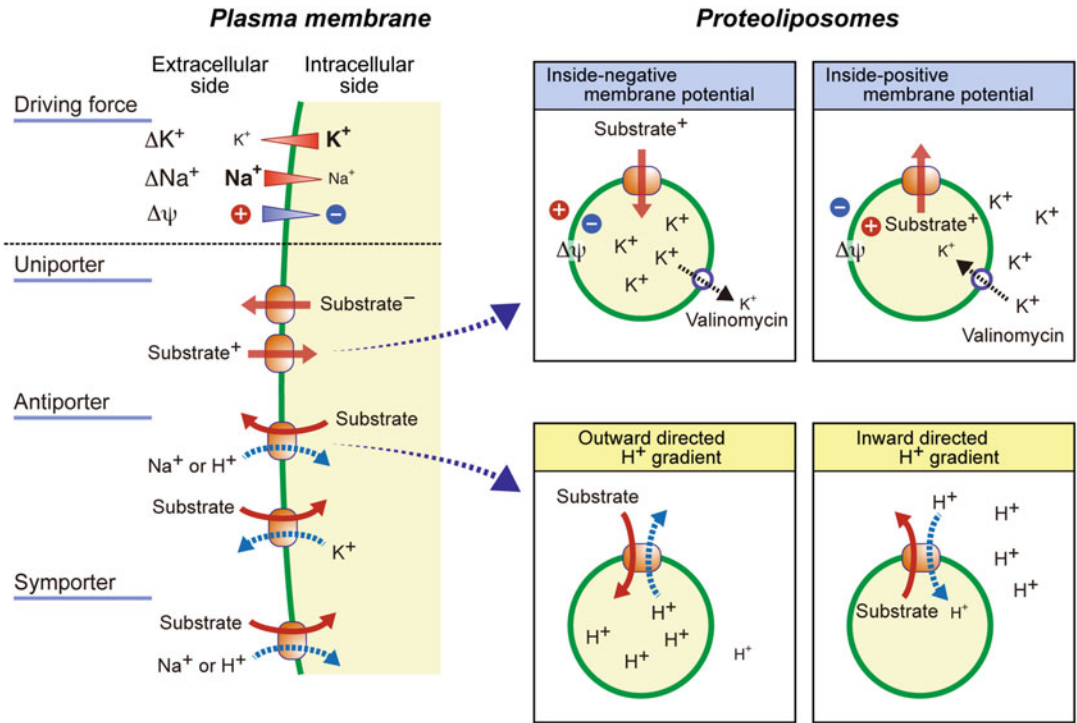 Plasma membrane
Extracellular side
Intracellular side
Driving force
ΔK⁺ K⁺ K⁺
ΔNa⁺ Na⁺ Na⁺
Δψ + −
Uniporter
Substrate⁻
Substrate⁺
Antiporter
Substrate
Na⁺ or H⁺
Substrate
K⁺
Symporter
Substrate
Na⁺ or H⁺
Proteoliposomes
Inside-negative
membrane potential
Substrate⁺
+
−
Δψ
K⁺
K⁺
K⁺
K⁺
K⁺
Valinomycin
Inside-positive
membrane potential
−
+
Δψ
Substrate⁺
K⁺
K⁺
K⁺
K⁺
K⁺
Valinomycin
Outward directed
H⁺ gradient
Substrate
H⁺
H⁺
H⁺
H⁺
H⁺
H⁺
Inward directed
H⁺ gradient
H⁺
H⁺
H⁺
H⁺
Substrate
H⁺